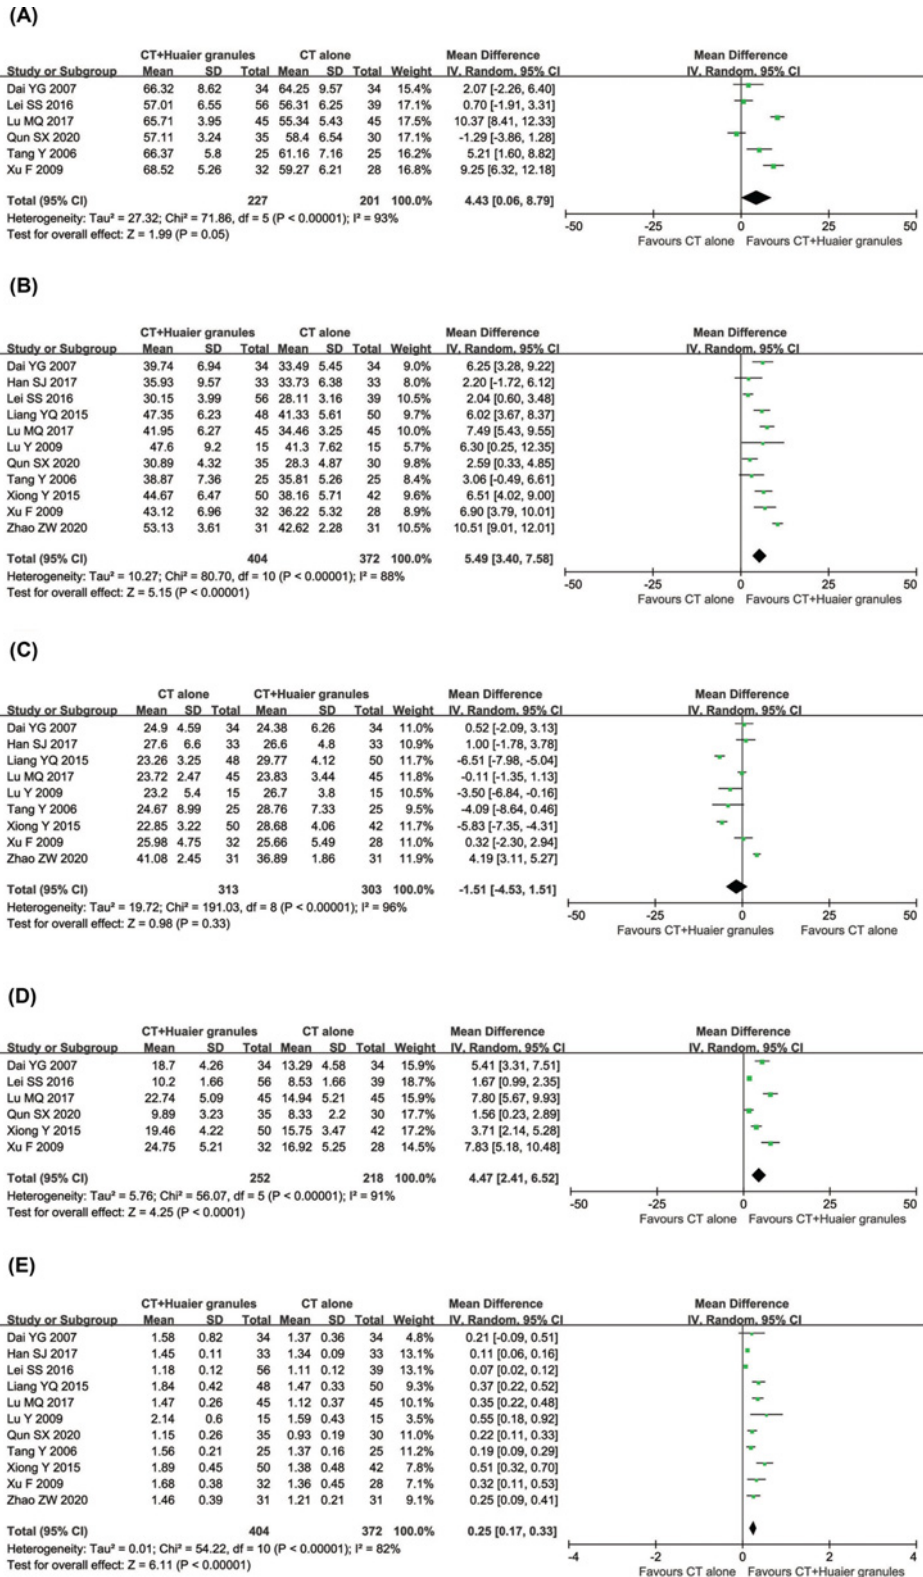 (A)
CT+Huaier granules CT alone Mean Difference Mean Difference
Study or Subgroup Mean SD Total Mean SD Total Weight IV, Random, 95% CI IV, Random, 95% CI
Dai YG 2007 66.32 8.62 34 64.25 9.57 34 15.4% 2.07 [-2.26, 6.40]
Lei SS 2016 57.01 6.55 56 56.31 6.25 39 17.1% 0.70 [-1.91, 3.31]
Lu MQ 2017 65.71 3.95 45 55.34 5.43 45 17.5% 10.37 [8.41, 12.33]
Qun SX 2020 57.11 3.24 35 58.4 6.54 30 17.1% -1.29 [-3.86, 1.28]
Tang Y 2006 66.37 5.8 25 61.16 7.16 25 16.2% 5.21 [1.60, 8.82]
Xu F 2009 68.52 5.26 32 59.27 6.21 28 16.8% 9.25 [6.32, 12.18]
Total (95% CI) 227 201 100.0% 4.43 [0.06, 8.79]
Heterogeneity: Tau² = 27.32; Chi² = 71.86, df = 5 (P < 0.00001); I² = 93%
Test for overall effect: Z = 1.99 (P = 0.05)
-50 -25 0 25 50
Favours CT alone Favours CT+Huaier granules
(B)
CT+Huaier granules CT alone Mean Difference Mean Difference
Study or Subgroup Mean SD Total Mean SD Total Weight IV, Random, 95% CI IV, Random, 95% CI
Dai YG 2007 39.74 6.94 34 33.49 5.45 34 9.0% 6.25 [3.28, 9.22]
Han SJ 2017 35.93 9.57 33 33.73 6.38 33 7.9% 2.20 [-1.72, 6.12]
Lei SS 2016 30.15 3.99 56 28.11 3.16 39 10.5% 2.04 [0.60, 3.48]
Liang YQ 2015 47.35 6.23 48 41.33 5.61 50 9.7% 6.02 [3.67, 8.37]
Lu MQ 2017 41.95 6.27 45 34.46 3.25 45 10.0% 7.49 [5.43, 9.55]
Lu Y 2009 47.6 9.2 15 41.3 7.62 15 5.7% 6.30 [0.25, 12.35]
Qun SX 2020 30.89 4.32 35 28.3 4.87 30 9.8% 2.59 [0.33, 4.85]
Tang Y 2006 38.87 7.36 25 35.81 5.26 25 8.4% 3.06 [-0.49, 6.61]
Xiong Y 2015 44.67 6.47 50 38.16 5.71 42 9.6% 6.51 [4.02, 9.00]
Xu F 2009 43.12 6.96 32 36.22 5.32 28 8.8% 6.90 [3.79, 10.01]
Zhao ZW 2020 53.13 3.61 31 42.62 2.28 31 10.5% 10.51 [9.01, 12.01]
Total (95% CI) 404 372 100.0% 5.49 [3.40, 7.58]
Heterogeneity: Tau² = 10.27; Chi² = 80.70, df = 10 (P < 0.00001); I² = 88%
Test for overall effect: Z = 5.15 (P < 0.00001)
-50 -25 0 25 50
Favours CT alone Favours CT+Huaier granules
(C)
CT alone CT+Huaier granules Mean Difference Mean Difference
Study or Subgroup Mean SD Total Mean SD Total Weight IV, Random, 95% CI IV, Random, 95% CI
Dai YG 2007 24.9 4.59 34 24.38 6.26 34 11.0% 0.52 [-2.09, 3.13]
Han SJ 2017 27.6 6.6 33 26.6 4.8 33 10.9% 1.00 [-1.78, 3.78]
Liang YQ 2015 23.26 3.25 48 29.77 4.12 50 11.7% -6.51 [-7.98, -5.04]
Lu MQ 2017 23.72 2.47 45 23.83 3.44 45 11.8% -0.11 [-1.35, 1.13]
Lu Y 2009 23.2 5.4 15 26.7 3.8 15 10.5% -3.50 [-6.84, -0.16]
Tang Y 2006 24.67 8.99 25 28.76 7.33 25 9.5% -4.09 [-8.64, 0.46]
Xiong Y 2015 22.85 3.22 50 28.68 4.06 42 11.7% -5.83 [-7.35, -4.31]
Xu F 2009 25.98 4.75 32 25.66 5.49 28 11.0% 0.32 [-2.30, 2.94]
Zhao ZW 2020 41.08 2.45 31 36.89 1.86 31 11.9% 4.19 [3.11, 5.27]
Total (95% CI) 313 303 100.0% -1.51 [-4.53, 1.51]
Heterogeneity: Tau² = 19.72; Chi² = 191.03, df = 8 (P < 0.00001); I² = 96%
Test for overall effect: Z = 0.98 (P = 0.33)
-50 -25 0 25 50
Favours CT+Huaier granules Favours CT alone
(D)
CT+Huaier granules CT alone Mean Difference Mean Difference
Study or Subgroup Mean SD Total Mean SD Total Weight IV, Random, 95% CI IV, Random, 95% CI
Dai YG 2007 18.7 4.26 34 13.29 4.58 34 15.9% 5.41 [3.31, 7.51]
Lei SS 2016 10.2 1.66 56 8.53 1.66 39 18.7% 1.67 [0.99, 2.35]
Lu MQ 2017 22.74 5.09 45 14.94 5.21 45 15.8% 7.80 [5.67, 9.93]
Qun SX 2020 9.89 3.23 35 8.33 2.2 30 17.9% 1.56 [0.23, 2.89]
Xiong Y 2015 19.46 4.22 50 15.75 3.47 42 17.2% 3.71 [2.14, 5.28]
Xu F 2009 24.75 5.21 32 16.92 5.25 28 14.5% 7.83 [5.18, 10.48]
Total (95% CI) 252 218 100.0% 4.47 [2.41, 6.52]
Heterogeneity: Tau² = 5.76; Chi² = 56.07, df = 5 (P < 0.00001); I² = 91%
Test for overall effect: Z = 4.25 (P < 0.0001)
-50 -25 0 25 50
Favours CT alone Favours CT+Huaier granules
(E)
CT+Huaier granules CT alone Mean Difference Mean Difference
Study or Subgroup Mean SD Total Mean SD Total Weight IV, Random, 95% CI IV, Random, 95% CI
Dai YG 2007 1.58 0.82 34 1.37 0.36 34 4.8% 0.21 [-0.09, 0.51]
Han SJ 2017 1.45 0.11 33 1.34 0.09 33 13.1% 0.11 [0.06, 0.16]
Lei SS 2016 1.18 0.12 56 1.11 0.12 39 13.1% 0.07 [0.02, 0.12]
Liang YQ 2015 1.84 0.42 48 1.47 0.33 50 9.3% 0.37 [0.22, 0.52]
Lu MQ 2017 1.47 0.26 45 1.12 0.37 45 10.1% 0.35 [0.22, 0.48]
Lu Y 2009 2.14 0.6 15 1.59 0.43 15 3.5% 0.55 [0.18, 0.92]
Qun SX 2020 1.15 0.26 35 0.93 0.19 30 11.0% 0.22 [0.11, 0.33]
Tang Y 2006 1.56 0.21 25 1.37 0.16 25 11.2% 0.19 [0.09, 0.29]
Xiong Y 2015 1.89 0.45 50 1.38 0.48 42 7.8% 0.51 [0.32, 0.70]
Xu F 2009 1.68 0.38 32 1.36 0.45 28 7.1% 0.32 [0.11, 0.53]
Zhao ZW 2020 1.46 0.39 31 1.21 0.21 31 9.1% 0.25 [0.09, 0.41]
Total (95% CI) 404 372 100.0% 0.25 [0.17, 0.33]
Heterogeneity: Tau² = 0.01; Chi² = 54.22, df = 10 (P < 0.00001); I² = 82%
Test for overall effect: Z = 6.11 (P < 0.00001)
-4 -2 0 2 4
Favours CT alone Favours CT+Huaier granules